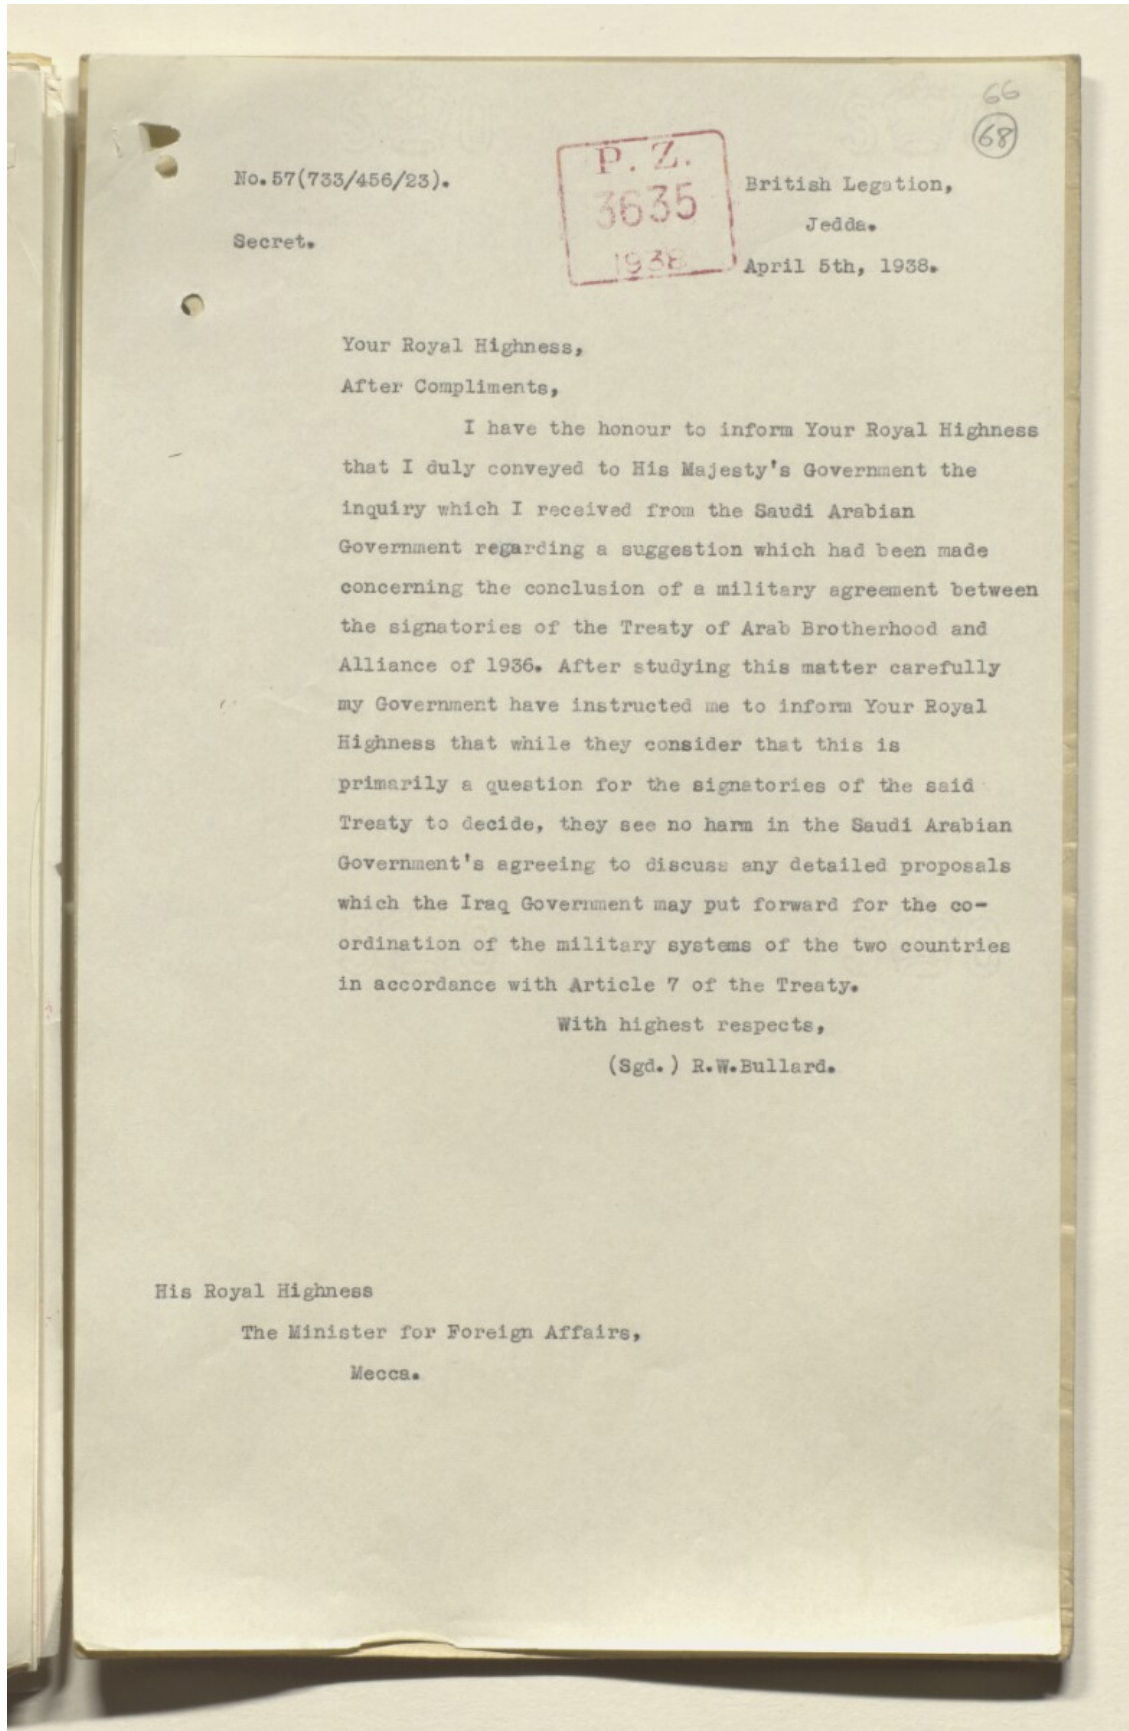 66
68
No.57(733/456/23).
Secret.
P. Z.
3635
1938
British Legation,
Jedda.
April 5th, 1938.
Your Royal Highness,
After Compliments,
I have the honour to inform Your Royal Highness
that I duly conveyed to His Majesty's Government the
inquiry which I received from the Saudi Arabian
Government regarding a suggestion which had been made
concerning the conclusion of a military agreement between
the signatories of the Treaty of Arab Brotherhood and
Alliance of 1936. After studying this matter carefully
my Government have instructed me to inform Your Royal
Highness that while they consider that this is
primarily a question for the signatories of the said
Treaty to decide, they see no harm in the Saudi Arabian
Government's agreeing to discuss any detailed proposals
which the Iraq Government may put forward for the co-
ordination of the military systems of the two countries
in accordance with Article 7 of the Treaty.
With highest respects,
(Sgd.) R.W.Bullard.
His Royal Highness
The Minister for Foreign Affairs,
Mecca.